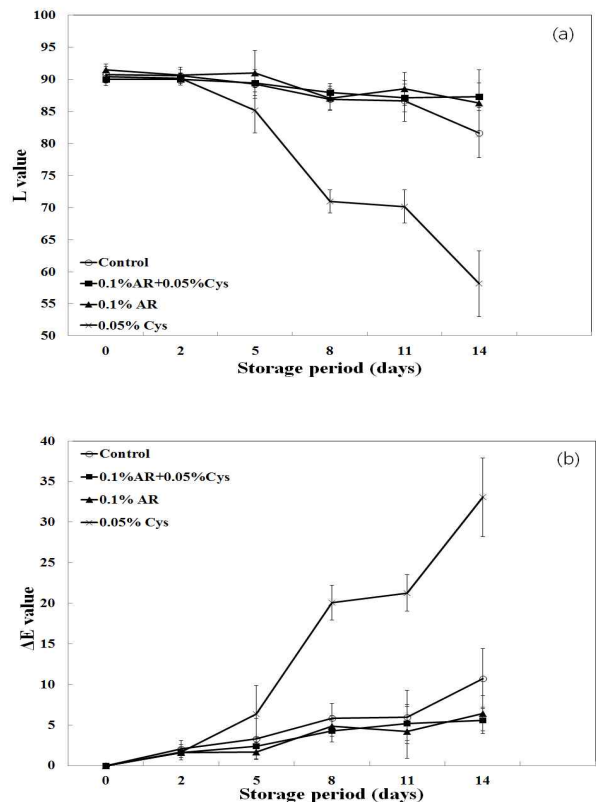 (a)
100
95
90
85
80
75
70
65
60
55
50
L value
Control
0.1%AR+0.05%Cys
0.1% AR
0.05% Cys
0 2 5 8 11 14
Storage period (days)
(b)
40
35
30
25
20
15
10
5
0
ΔE value
Control
0.1%AR+0.05%Cys
0.1% AR
0.05% Cys
0 2 5 8 11 14
Storage period (days)